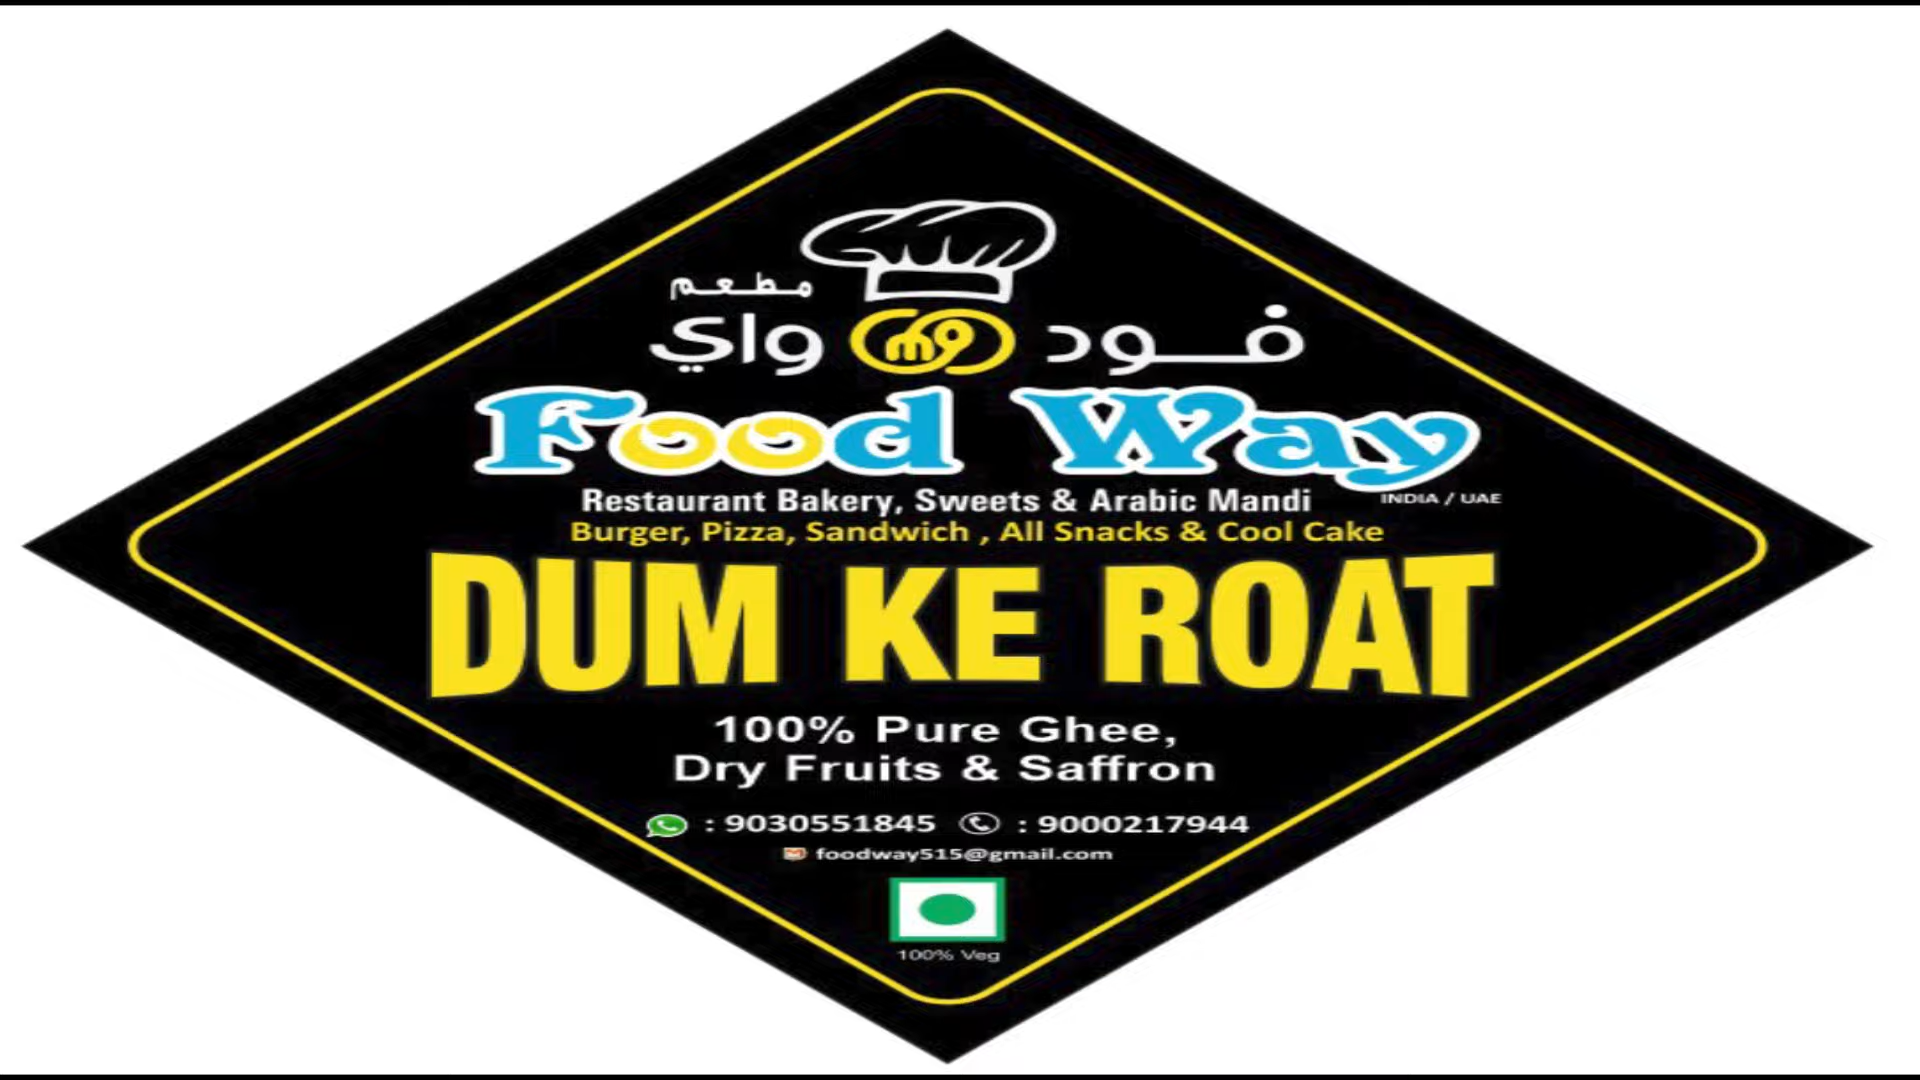 مطعم
فود واي
Food Way
Restaurant Bakery, Sweets & Arabic Mandi
INDIA / UAE
Burger, Pizza, Sandwich , All Snacks & Cool Cake
DUM KE ROAT
100% Pure Ghee,
Dry Fruits & Saffron
: 9030551845 : 9000217944
foodway515@gmail.com
100% Veg